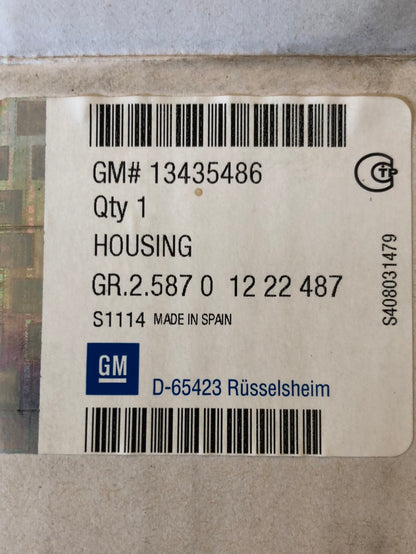 GM# 13435486
Qty 1
HOUSING
GR.2.587 0 12 22 487
S1114 MADE IN SPAIN
GM
D-65423 Rüsselsheim
S408031479